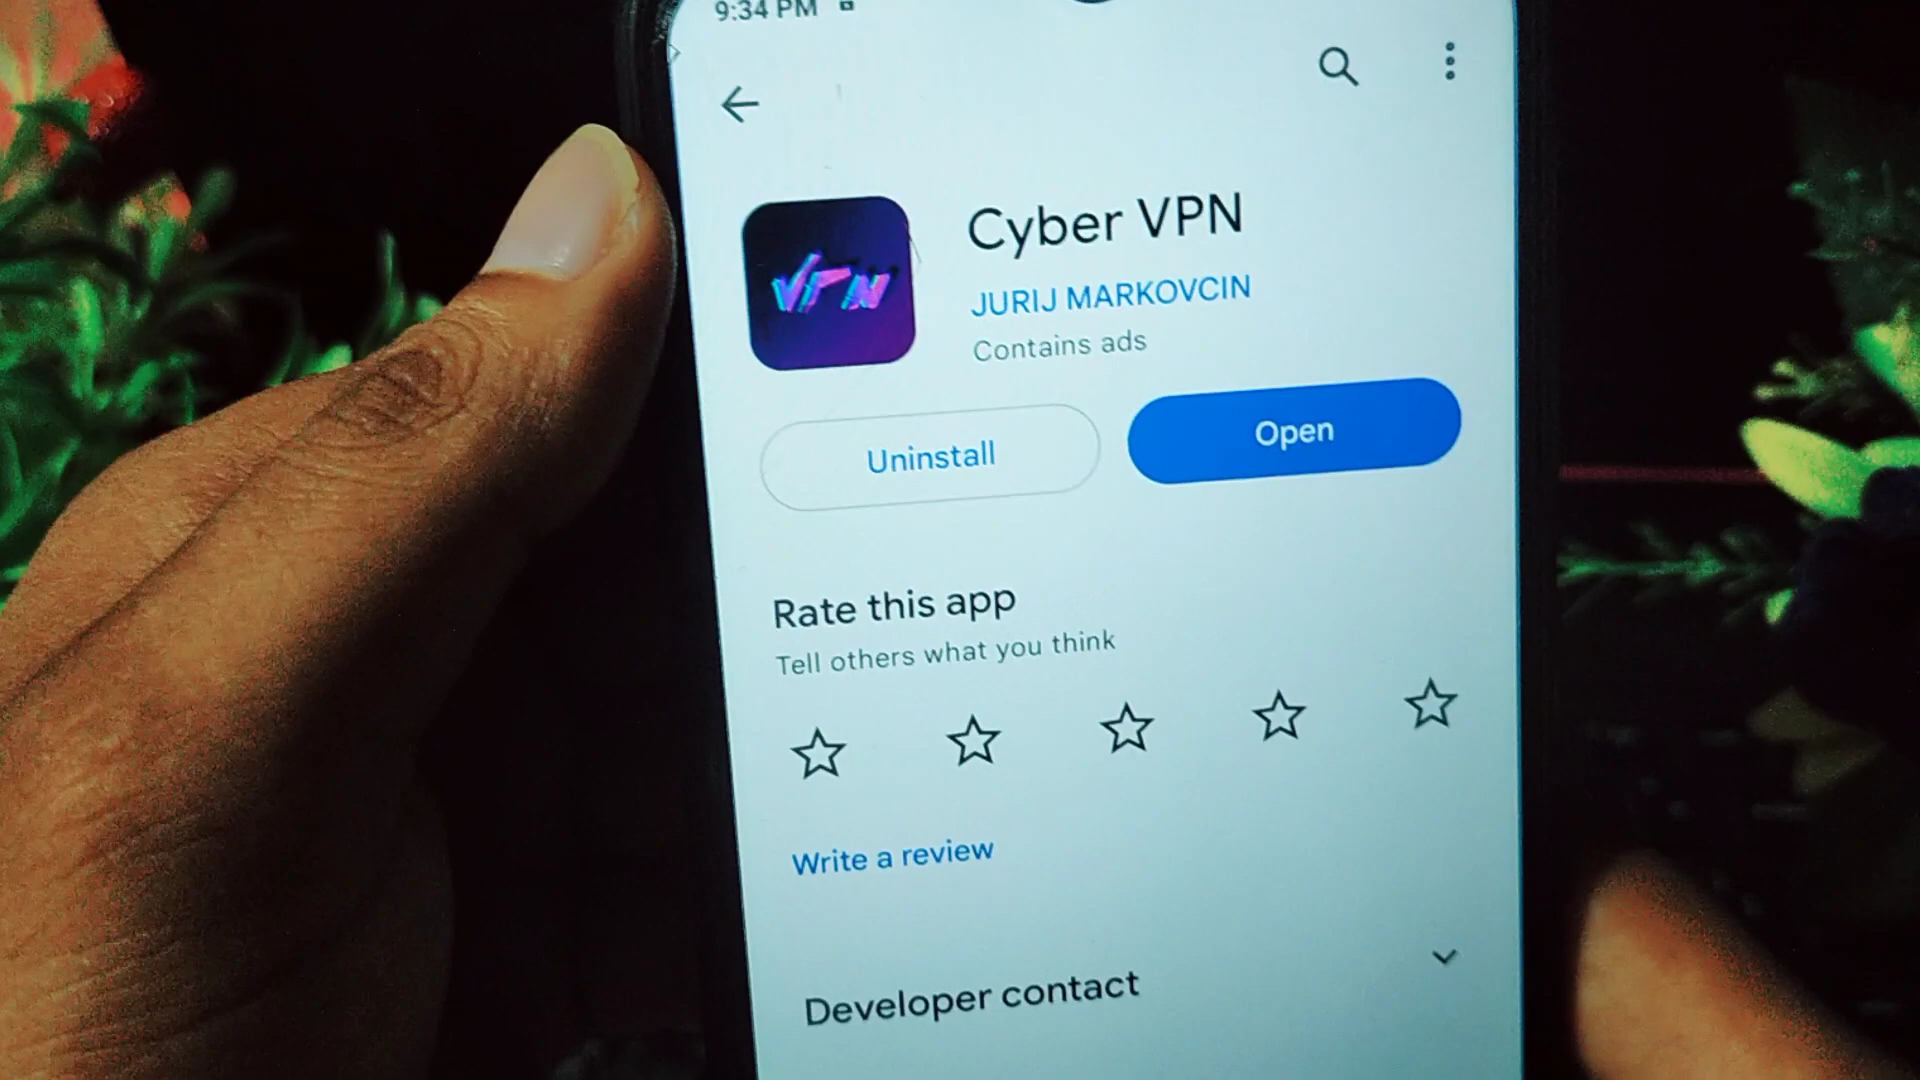 9:34 PM
VPN
Cyber VPN
JURIJ MARKOVCIN
Contains ads
Uninstall
Open
Rate this app
Tell others what you think
Write a review
Developer contact